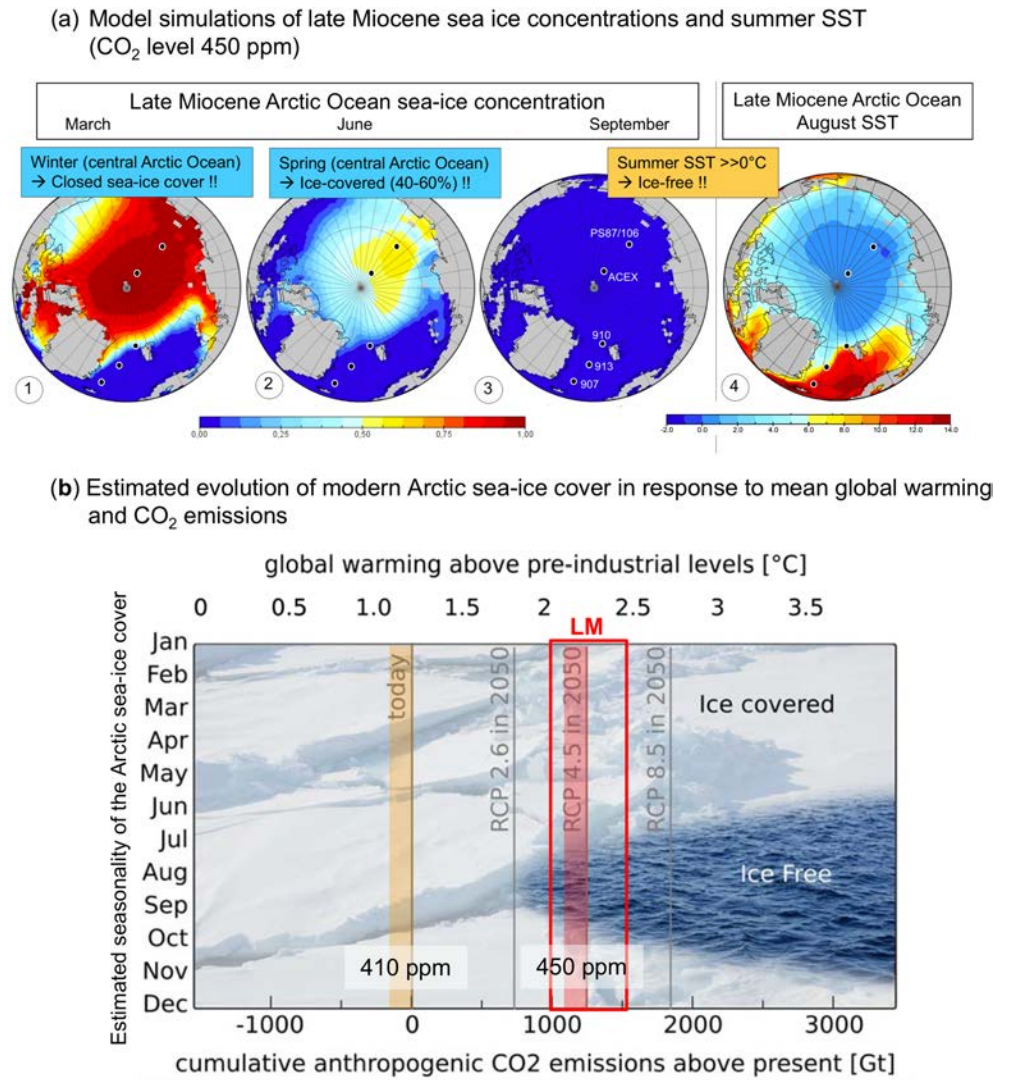 (a) Model simulations of late Miocene sea ice concentrations and summer SST
(CO₂ level 450 ppm)
Late Miocene Arctic Ocean sea-ice concentration
March June September
Late Miocene Arctic Ocean
August SST
Winter (central Arctic Ocean)
→ Closed sea-ice cover !!
Spring (central Arctic Ocean)
→ Ice-covered (40-60%) !!
Summer SST >>0°C
→ Ice-free !!
PS87/106
ACEX
910
913
907
1
2
3
4
0,00 0,25 0,50 0,75 1,00
-2.0 0.0 2.0 4.0 6.0 8.0 10.0 12.0 14.0
(b) Estimated evolution of modern Arctic sea-ice cover in response to mean global warming
and CO₂ emissions
global warming above pre-industrial levels [°C]
0 0.5 1.0 1.5 2 2.5 3 3.5
LM
Estimated seasonality of the Arctic sea-ice cover
Jan
Feb
Mar
Apr
May
Jun
Jul
Aug
Sep
Oct
Nov
Dec
today
RCP 2.6 in 2050
RCP 4.5 in 2050
RCP 8.5 in 2050
Ice covered
Ice Free
410 ppm
450 ppm
-1000 0 1000 2000 3000
cumulative anthropogenic CO2 emissions above present [Gt]